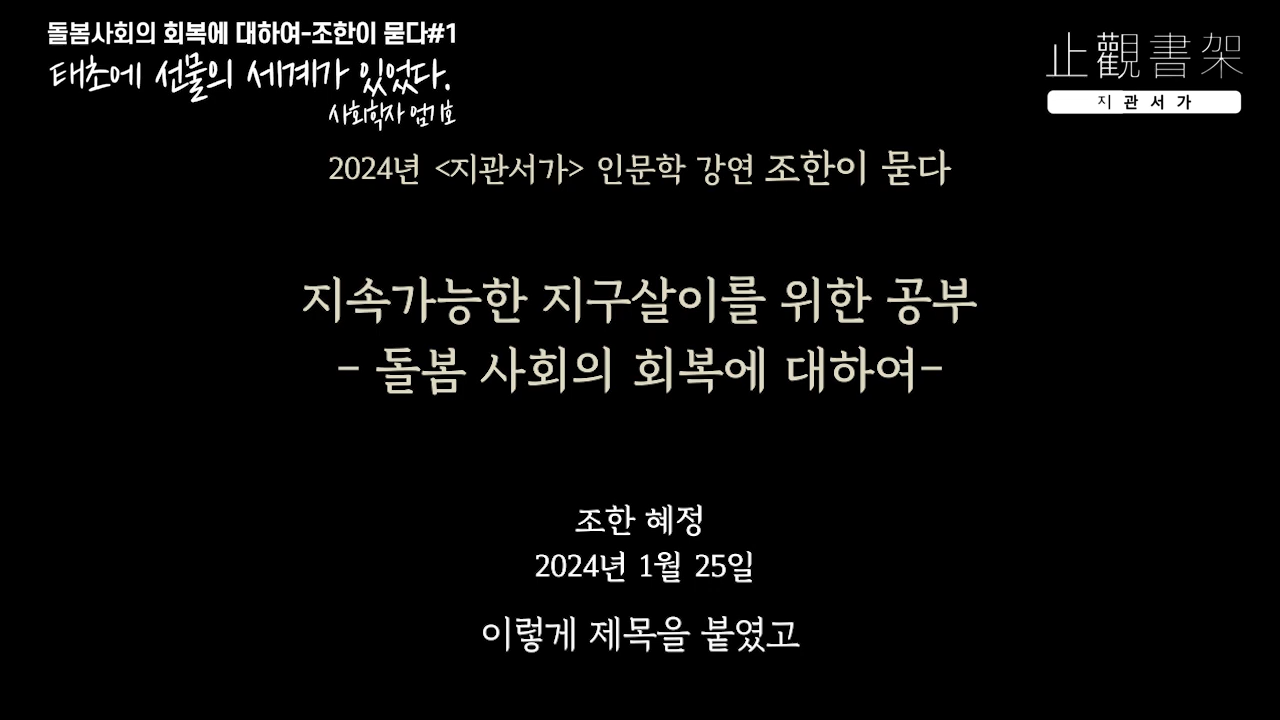 돌봄사회의 회복에 대하여-조한이 묻다#1
태초에 선물의 세계가 있었다.
사회학자 엄기호
止觀書架
지관서가
2024년 <지관서가> 인문학 강연 조한이 묻다
지속가능한 지구살이를 위한 공부
- 돌봄 사회의 회복에 대하여-
조한 혜정
2024년 1월 25일
이렇게 제목을 붙였고